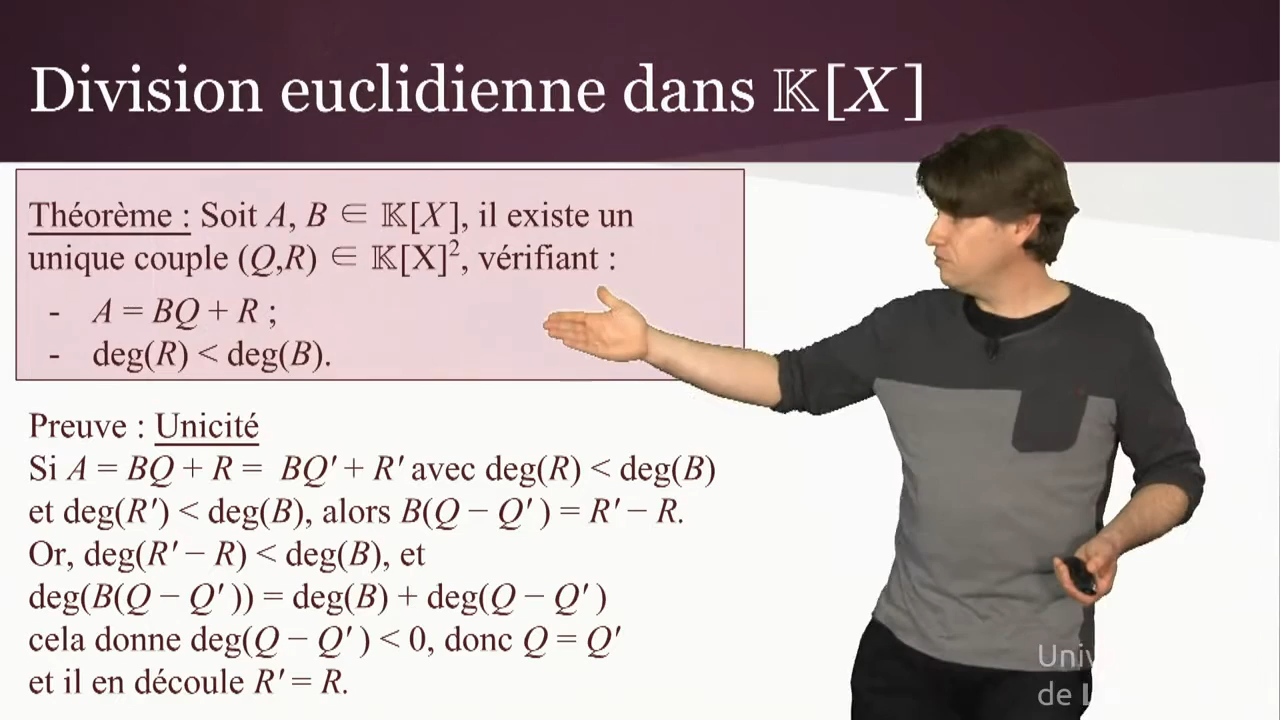 Division euclidienne dans 𝕂[X]
Théorème : Soit A, B ∈ 𝕂[X], il existe un
unique couple (Q,R) ∈ 𝕂[X]², vérifiant :
- A = BQ + R ;
- deg(R) < deg(B).
Preuve : Unicité
Si A = BQ + R = BQ′ + R′ avec deg(R) < deg(B)
et deg(R′) < deg(B), alors B(Q − Q′ ) = R′ − R.
Or, deg(R′ − R) < deg(B), et
deg(B(Q − Q′ )) = deg(B) + deg(Q − Q′ )
cela donne deg(Q − Q′ ) < 0, donc Q = Q′
et il en découle R′ = R.
de